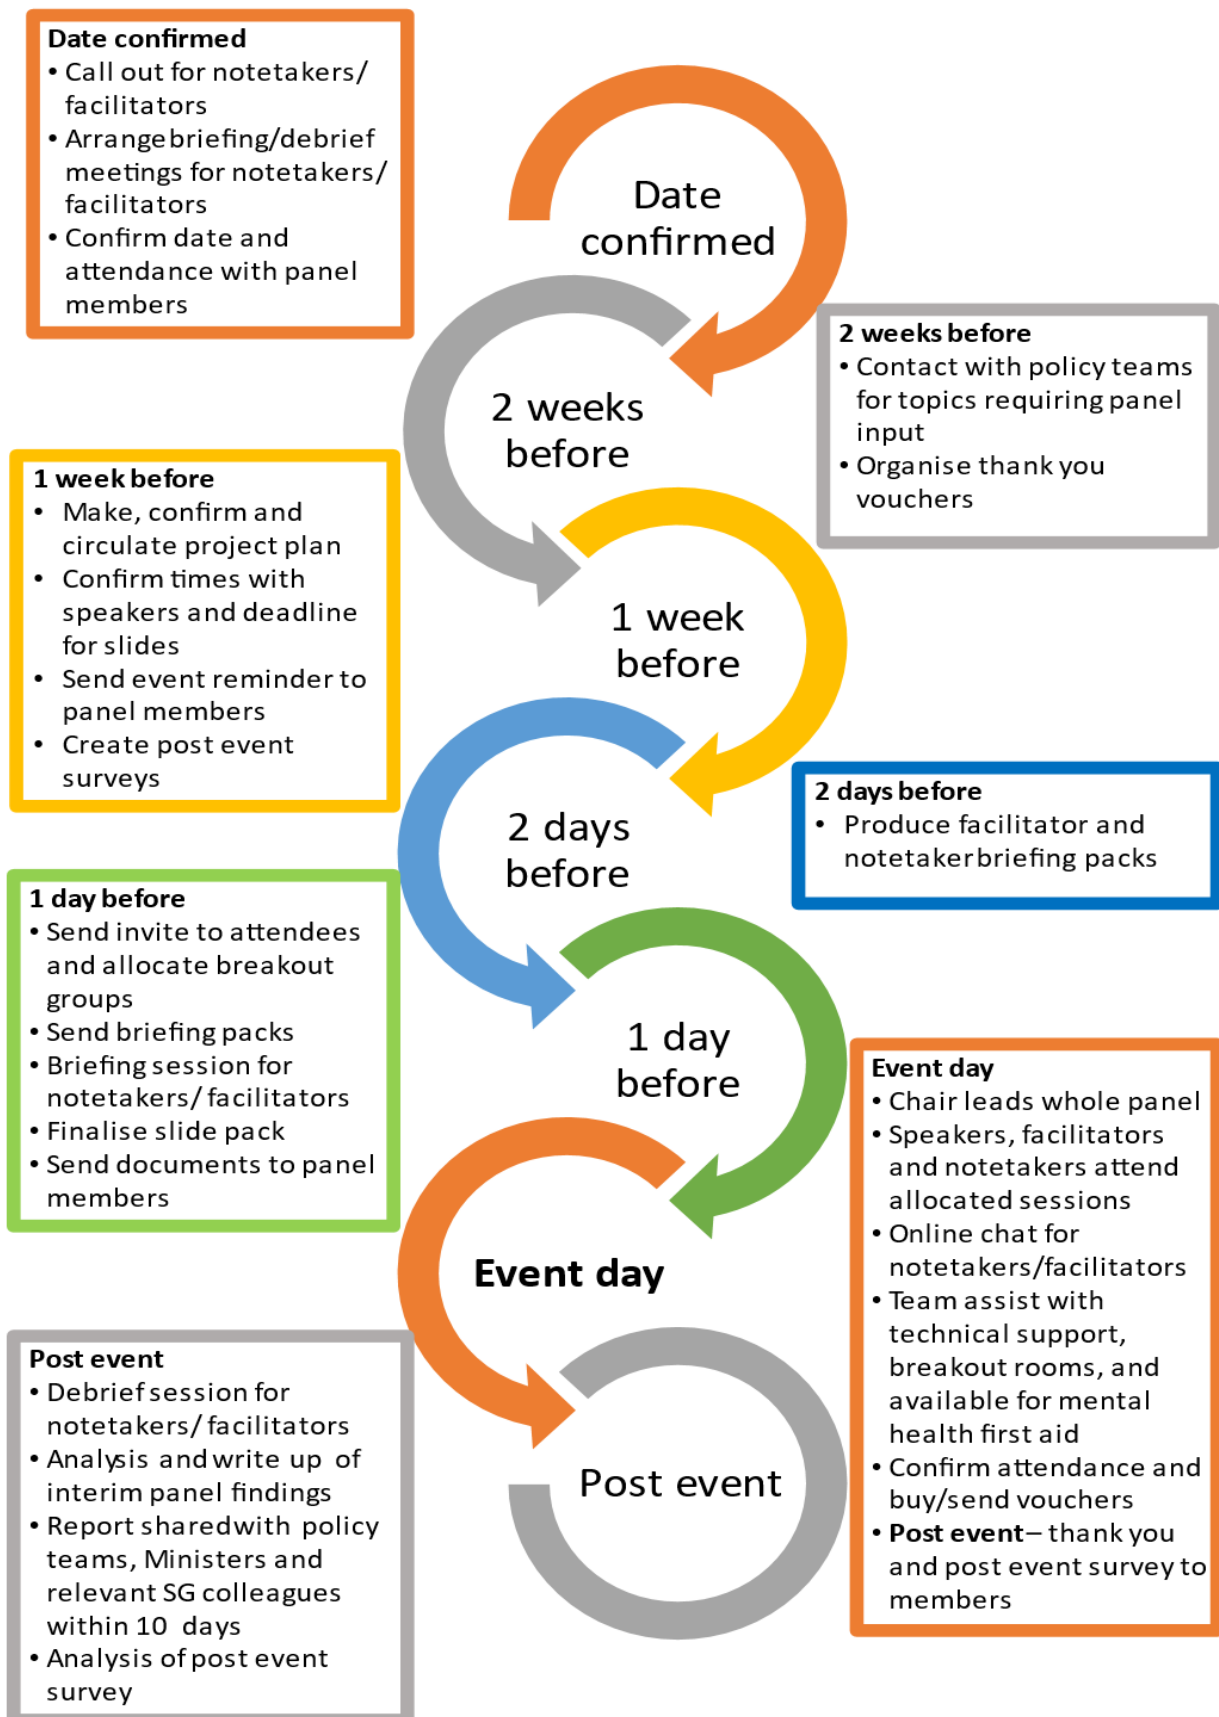 Date confirmed
• Call out for notetakers/
facilitators
• Arrange briefing/debrief
meetings for notetakers/
facilitators
• Confirm date and
attendance with panel
members
Date
confirmed
2 weeks before
• Contact with policy teams
for topics requiring panel
input
• Organise thank you
vouchers
2 weeks
before
1 week before
• Make, confirm and
circulate project plan
• Confirm times with
speakers and deadline
for slides
• Send event reminder to
panel members
• Create post event
surveys
1 week
before
2 days before
• Produce facilitator and
notetaker briefing packs
2 days
before
1 day before
• Send invite to attendees
and allocate breakout
groups
• Send briefing packs
• Briefing session for
notetakers/ facilitators
• Finalise slide pack
• Send documents to panel
members
1 day
before
Event day
• Chair leads whole panel
• Speakers, facilitators
and notetakers attend
allocated sessions
• Online chat for
notetakers/facilitators
• Team assist with
technical support,
breakout rooms, and
available for mental
health first aid
• Confirm attendance and
buy/send vouchers
• Post event – thank you
and post event survey to
members
Event day
Post event
• Debrief session for
notetakers/ facilitators
• Analysis and write up of
interim panel findings
• Report shared with policy
teams, Ministers and
relevant SG colleagues
within 10 days
• Analysis of post event
survey
Post event